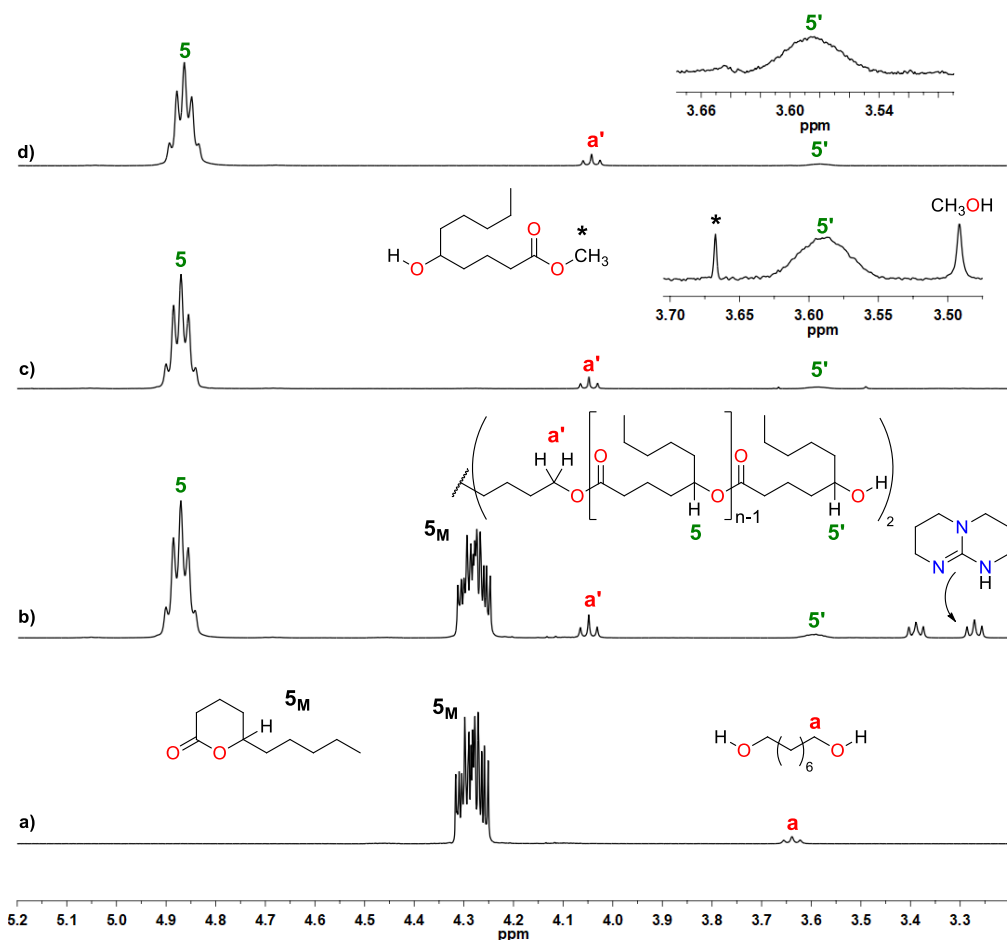 5'
5
3.66 3.60 3.54
ppm
d)
a'
5'
O
*
H O O CH₃
CH₃OH
*
5'
3.70 3.65 3.60 3.55 3.50
ppm
5
c)
a'
5'
a'
H H O O
O O O H
H H
n-1 2
5 5'
5
5M
N
N N
H
b)
a'
5'
5M
H
O O
5M
a
H O O H
6
a)
a
5.2 5.1 5.0 4.9 4.8 4.7 4.6 4.5 4.4 4.3 4.2 4.1 4.0 3.9 3.8 3.7 3.6 3.5 3.4 3.3
ppm